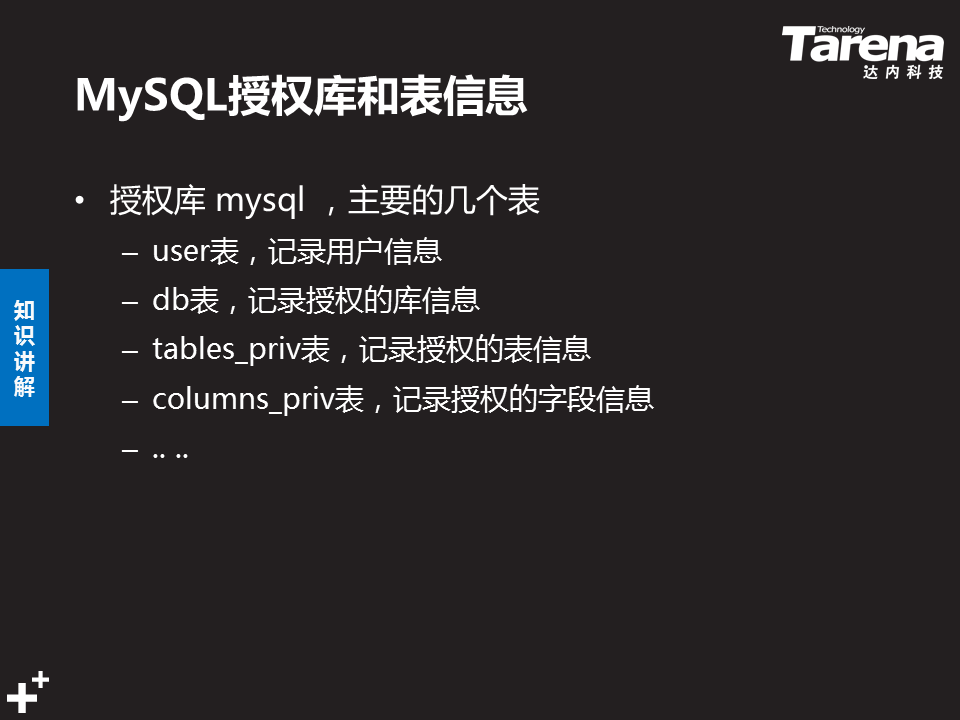 Technology
Tarena
达内科技
MySQL授权库和表信息
• 授权库 mysql ，主要的几个表
– user表，记录用户信息
– db表，记录授权的库信息
– tables_priv表，记录授权的表信息
– columns_priv表，记录授权的字段信息
– .. ..
知
识
讲
解